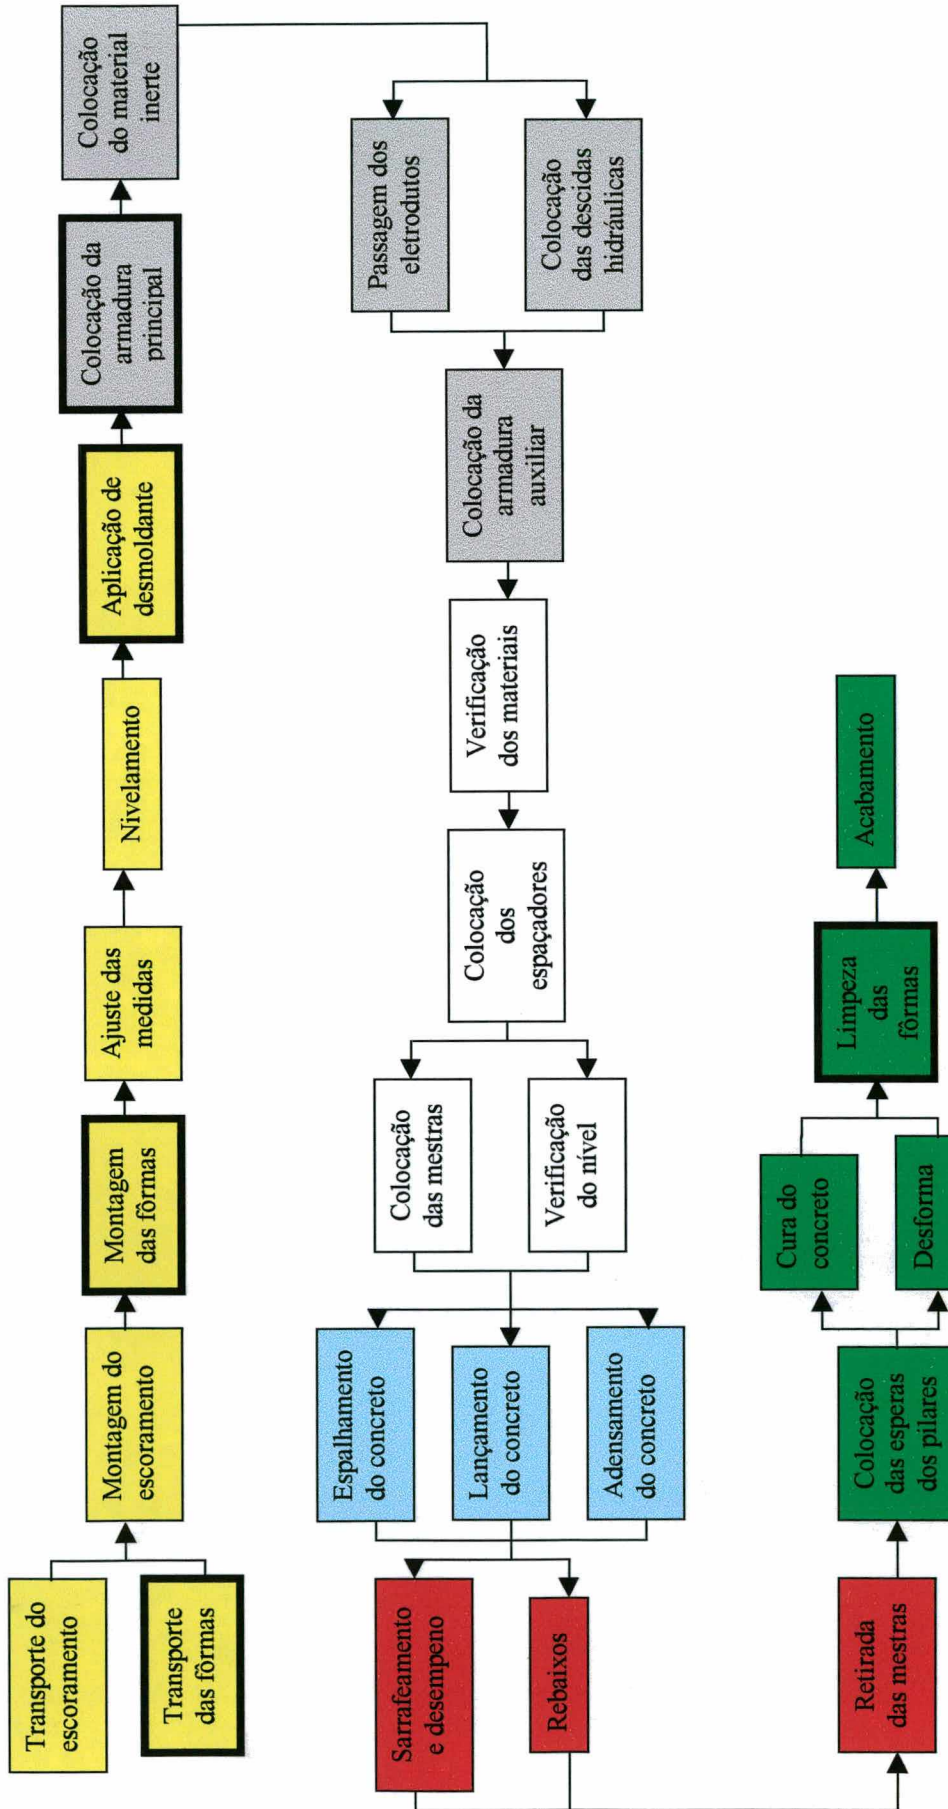 Transporte do
escoramento
Transporte
das fôrmas
Montagem do
escoramento
Montagem
das fôrmas
Ajuste das
medidas
Nivelamento
Aplicação de
desmoldante
Colocação da
armadura
principal
Colocação
do material
inerte
Passagem dos
eletrodutos
Colocação
das descidas
hidráulicas
Colocação da
armadura
auxiliar
Verificação
dos materiais
Colocação
dos
espaçadores
Colocação
das mestras
Verificação
do nível
Espalhamento
do concreto
Lançamento
do concreto
Adensamento
do concreto
Sarrafeamento
e desempeno
Rebaixos
Retirada
das mestras
Colocação
das esperas
dos pilares
Cura do
concreto
Desforma
Limpeza
das
fôrmas
Acabamento